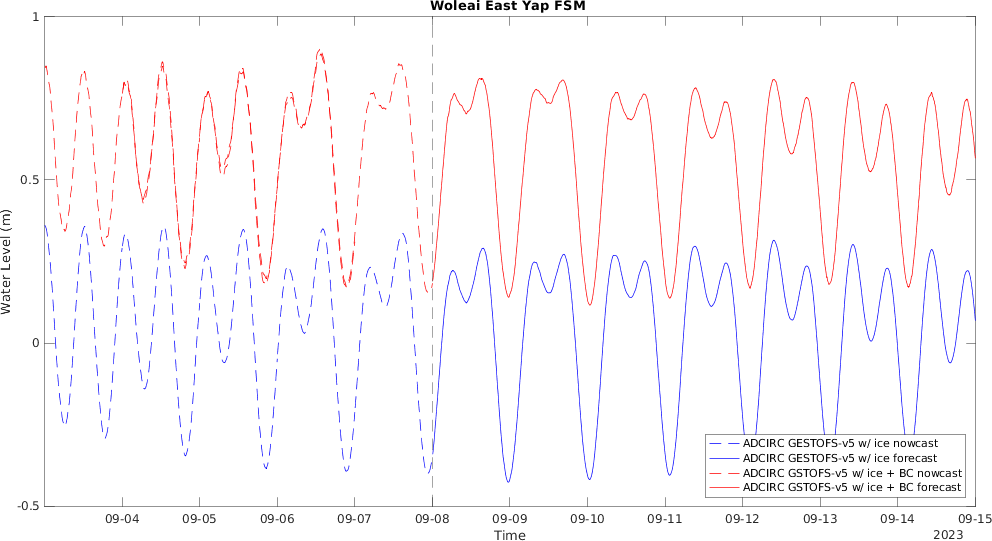 Woleai East Yap FSM
1
0.5
0
-0.5
Water Level (m)
ADCIRC GESTOFS-v5 w/ ice nowcast
ADCIRC GESTOFS-v5 w/ ice forecast
ADCIRC GSTOFS-v5 w/ ice + BC nowcast
ADCIRC GSTOFS-v5 w/ ice + BC forecast
09-04 09-05 09-06 09-07 09-08 09-09 09-10 09-11 09-12 09-13 09-14 09-15
Time
2023